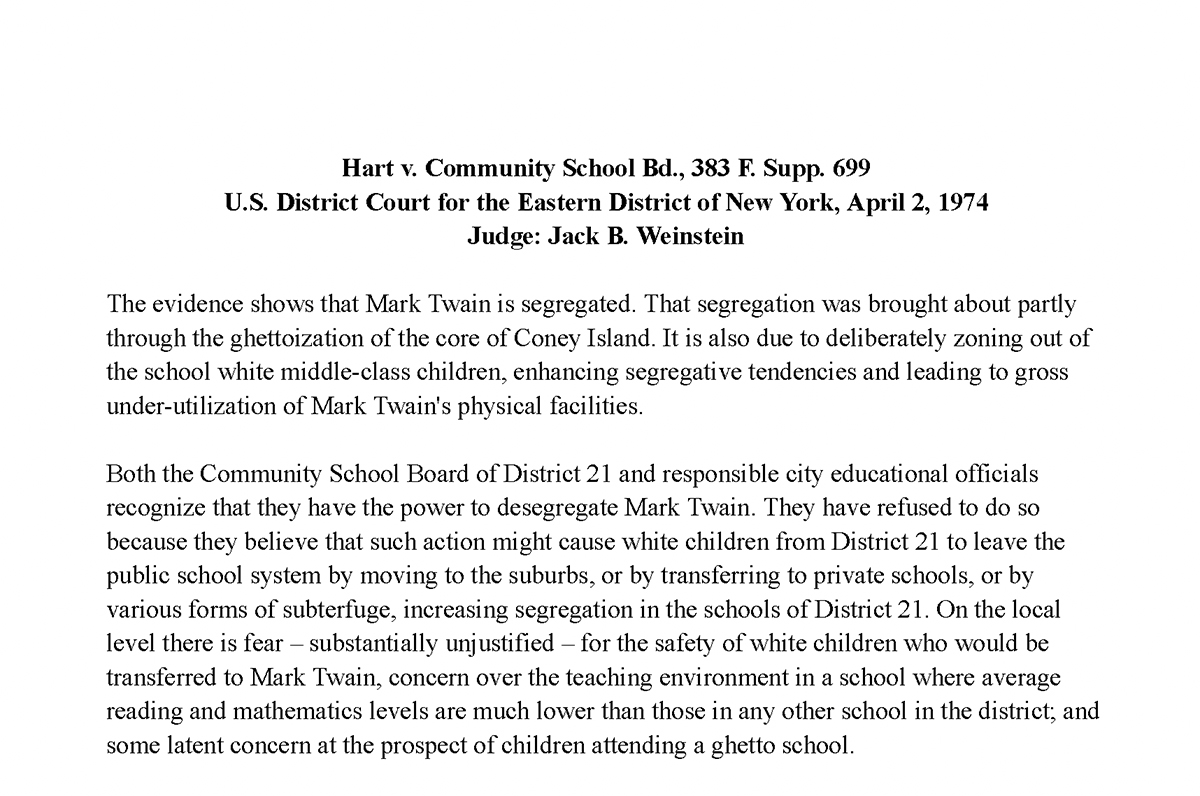 Hart v. Community School Bd., 383 F. Supp. 699
U.S. District Court for the Eastern District of New York, April 2, 1974
Judge: Jack B. Weinstein
The evidence shows that Mark Twain is segregated. That segregation was brought about partly
through the ghettoization of the core of Coney Island. It is also due to deliberately zoning out of
the school white middle-class children, enhancing segregative tendencies and leading to gross
under-utilization of Mark Twain's physical facilities.
Both the Community School Board of District 21 and responsible city educational officials
recognize that they have the power to desegregate Mark Twain. They have refused to do so
because they believe that such action might cause white children from District 21 to leave the
public school system by moving to the suburbs, or by transferring to private schools, or by
various forms of subterfuge, increasing segregation in the schools of District 21. On the local
level there is fear – substantially unjustified – for the safety of white children who would be
transferred to Mark Twain, concern over the teaching environment in a school where average
reading and mathematics levels are much lower than those in any other school in the district; and
some latent concern at the prospect of children attending a ghetto school.